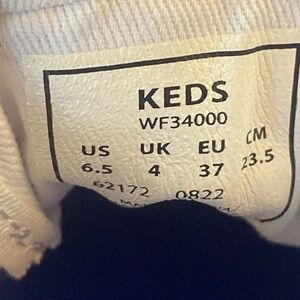 KEDS
WF34000
US UK EU CM
6.5 4 37 23.5
62172 0822